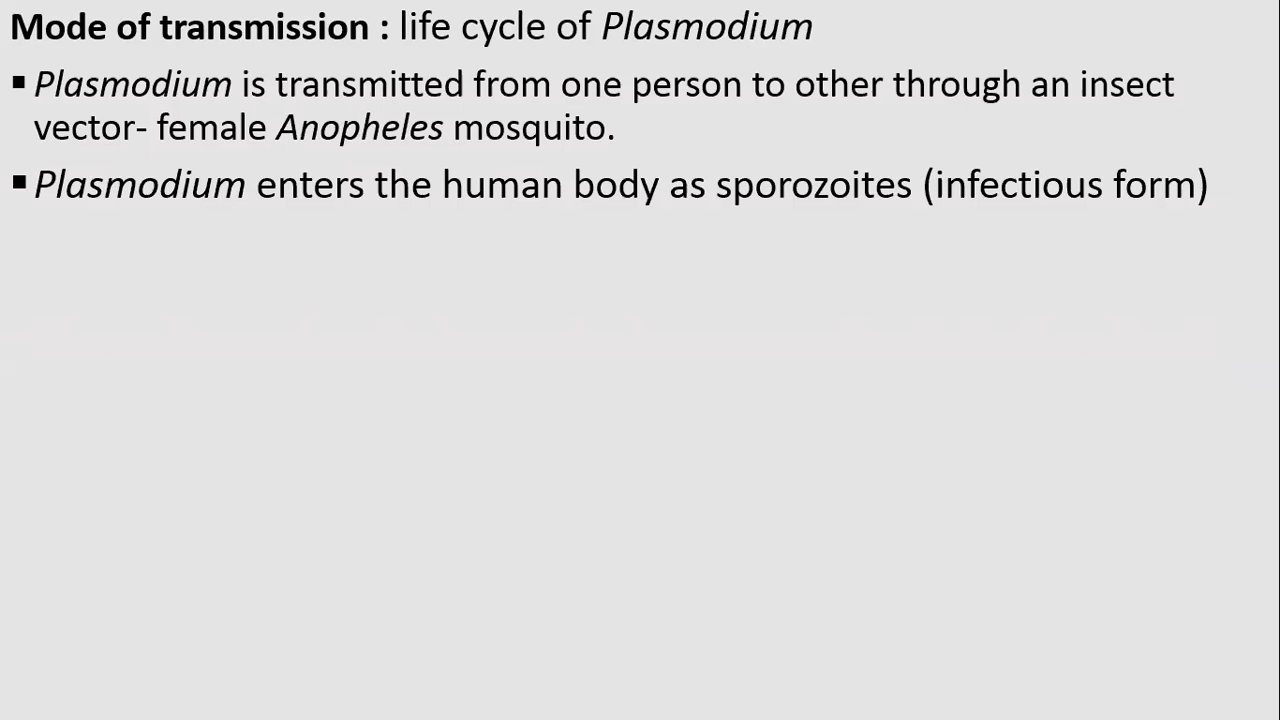 Mode of transmission : life cycle of Plasmodium
▪ Plasmodium is transmitted from one person to other through an insect
vector- female Anopheles mosquito.
▪ Plasmodium enters the human body as sporozoites (infectious form)